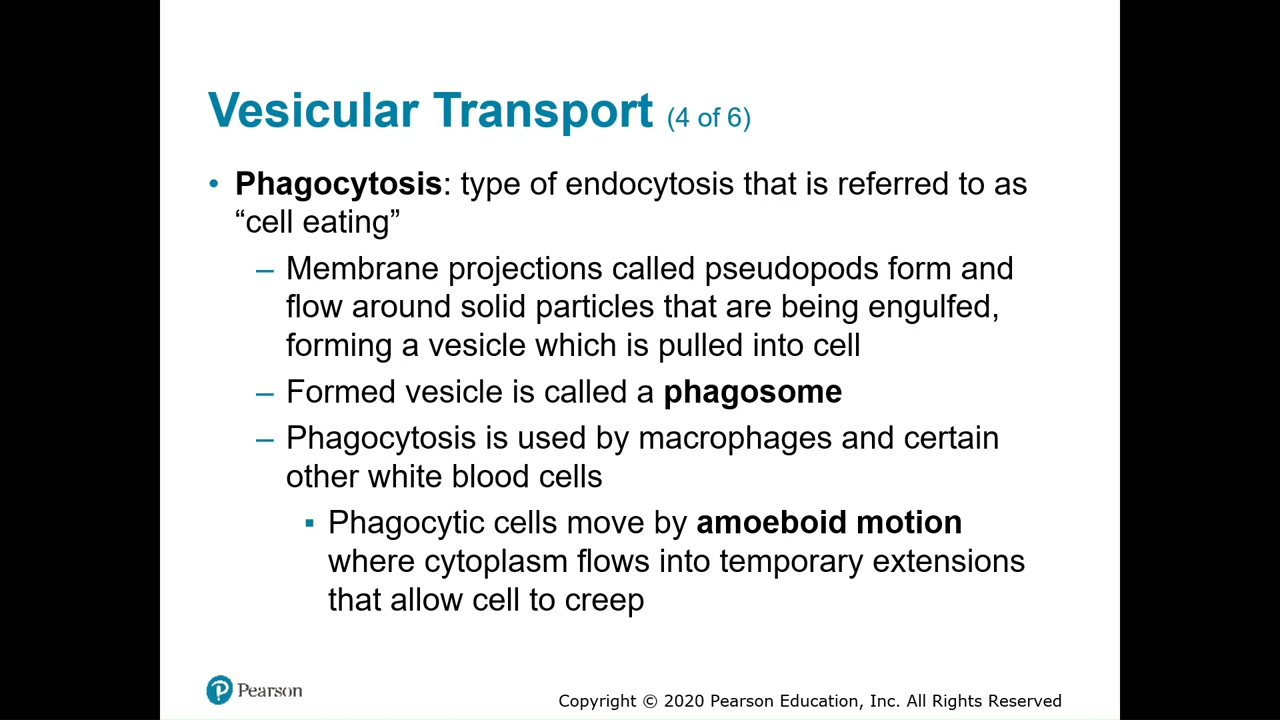 Vesicular Transport (4 of 6)
• Phagocytosis: type of endocytosis that is referred to as
“cell eating”
– Membrane projections called pseudopods form and
flow around solid particles that are being engulfed,
forming a vesicle which is pulled into cell
– Formed vesicle is called a phagosome
– Phagocytosis is used by macrophages and certain
other white blood cells
▪ Phagocytic cells move by amoeboid motion
where cytoplasm flows into temporary extensions
that allow cell to creep
P Pearson
Copyright © 2020 Pearson Education, Inc. All Rights Reserved